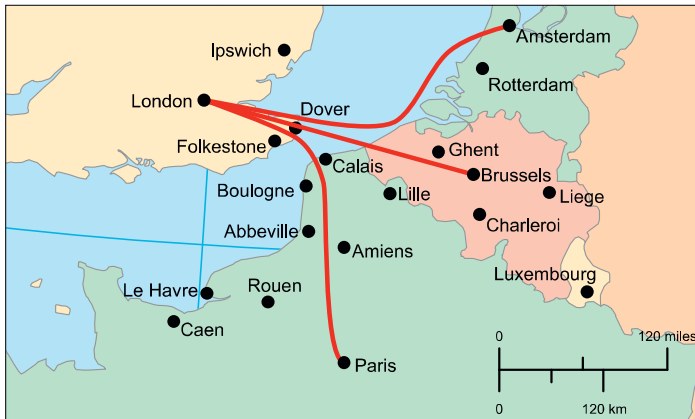 Amsterdam
Ipswich
Rotterdam
London
Dover
Folkestone
Ghent
Calais
Brussels
Boulogne
Lille
Liege
Abbeville
Charleroi
Amiens
Luxembourg
Le Havre
Rouen
Caen
0 120 miles
Paris
0 120 km